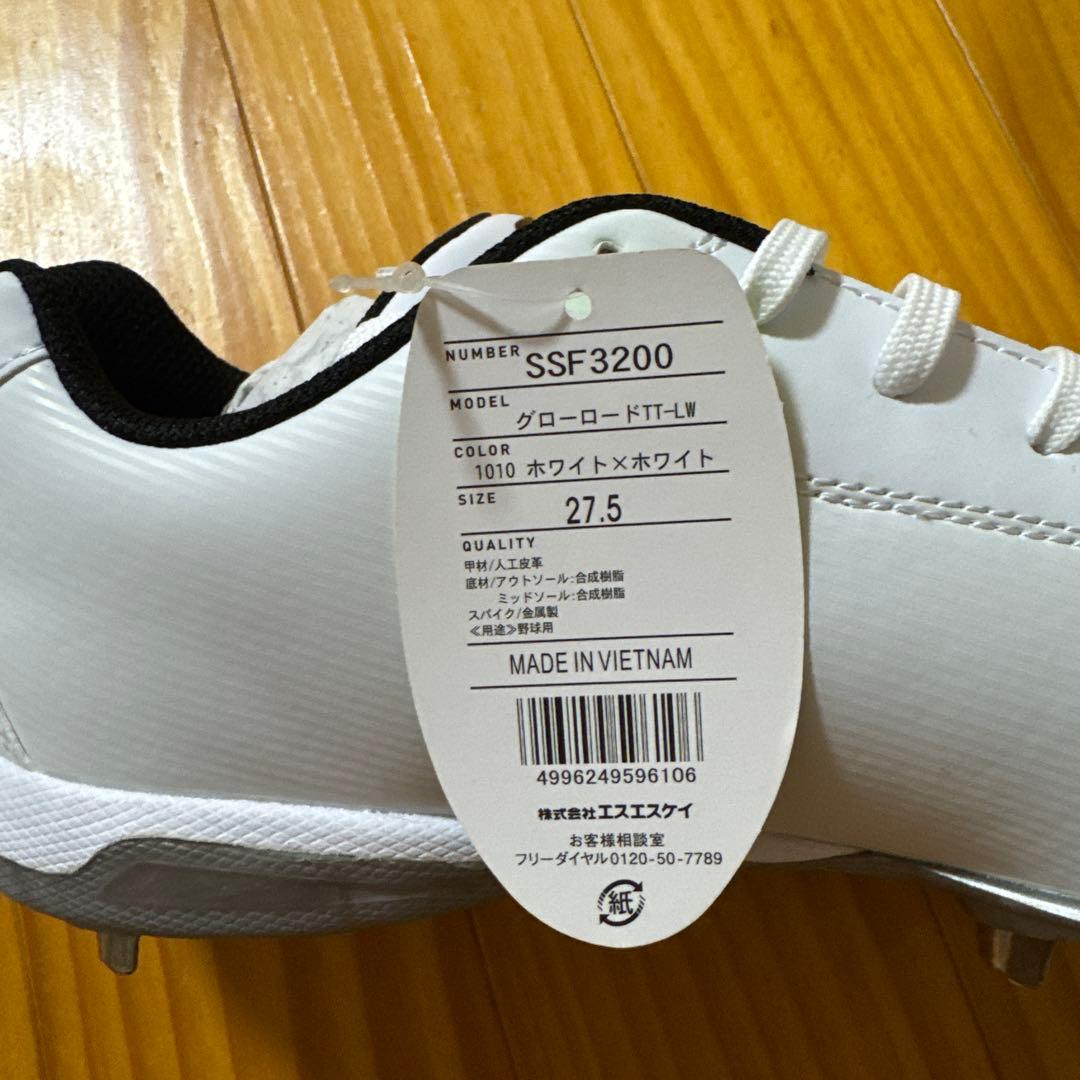 NUMBER SSF3200
MODEL グローロードTT-LW
COLOR 1010 ホワイト×ホワイト
SIZE 27.5
QUALITY
甲材/人工皮革
底材/アウトソール:合成樹脂
ミッドソール:合成樹脂
スパイク/金属製
≪用途≫野球用
MADE IN VIETNAM
4996249596106
株式会社エスエスケイ
お客様相談室
フリーダイヤル0120-50-7789
紙